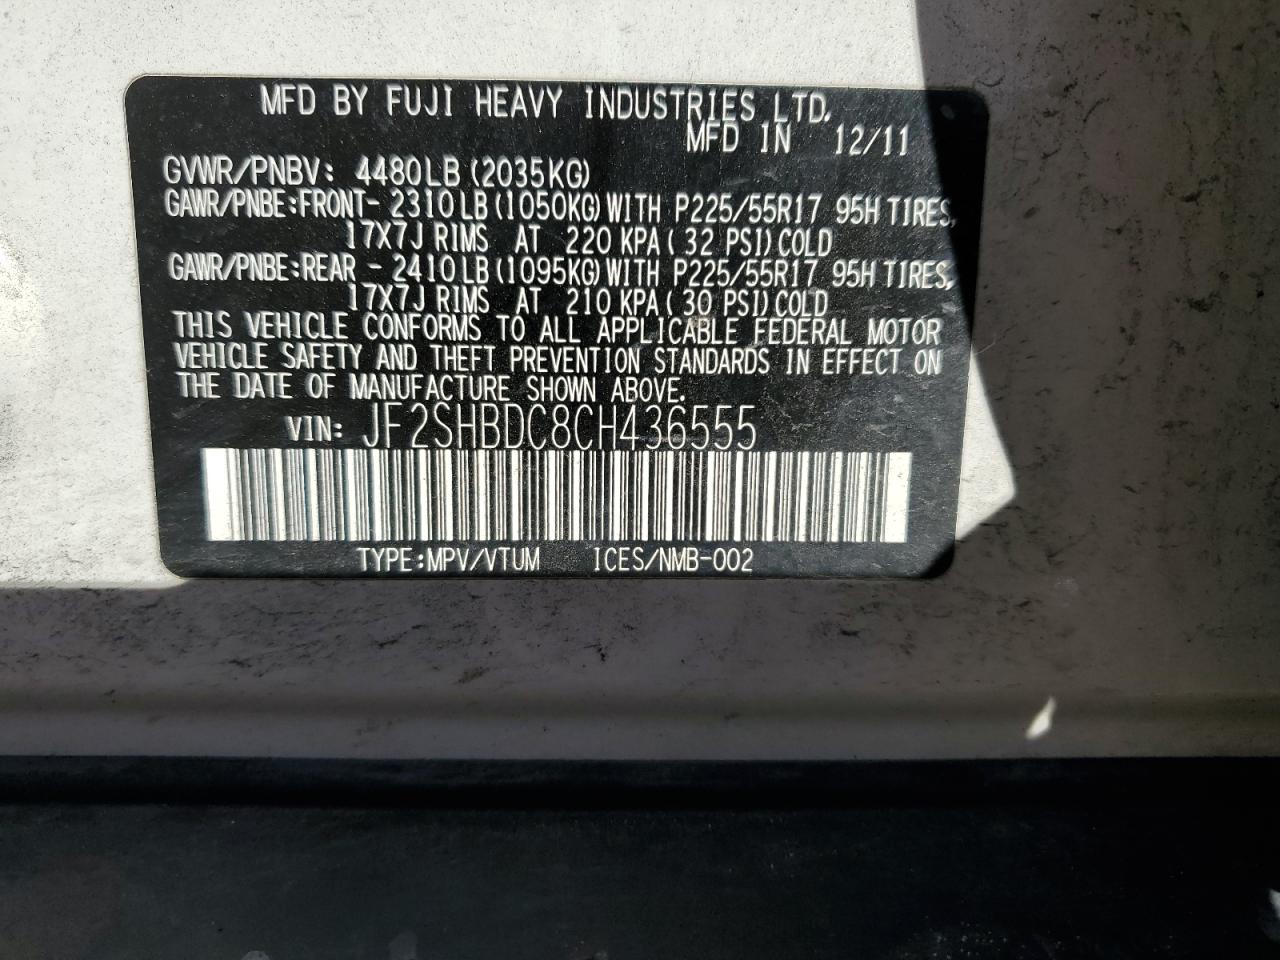 MFD BY FUJI HEAVY INDUSTRIES LTD.
MFD IN 12/11
GVWR/PNBV: 4480LB (2035KG)
GAWR/PNBE:FRONT- 2310LB (1050KG) WITH P225/55R17 95H TIRES,
17X7J RIMS AT 220 KPA ( 32 PSI) COLD
GAWR/PNBE:REAR - 2410LB (1095KG) WITH P225/55R17 95H TIRES,
17X7J RIMS AT 210 KPA ( 30 PSI) COLD
THIS VEHICLE CONFORMS TO ALL APPLICABLE FEDERAL MOTOR
VEHICLE SAFETY AND THEFT PREVENTION STANDARDS IN EFFECT ON
THE DATE OF MANUFACTURE SHOWN ABOVE.
VIN: JF2SHBDC8CH436555
TYPE:MPV/VTUM ICES/NMB-002